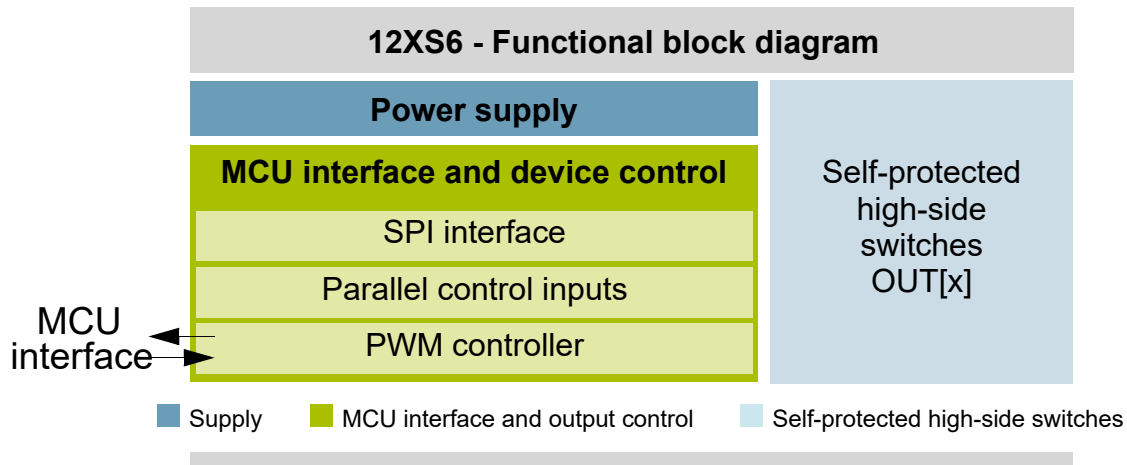 12XS6 - Functional block diagram
Power supply
MCU interface and device control
SPI interface
Parallel control inputs
PWM controller
Self-protected
high-side
switches
OUT[x]
MCU
interface
Supply
MCU interface and output control
Self-protected high-side switches